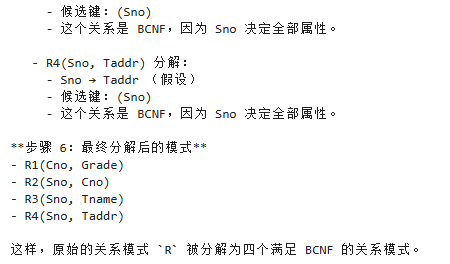 - 候选键：(Sno)
- 这个关系是 BCNF，因为 Sno 决定全部属性。
- R4(Sno, Taddr) 分解：
- Sno → Taddr （假设）
- 候选键：(Sno)
- 这个关系是 BCNF，因为 Sno 决定全部属性。
**步骤 6：最终分解后的模式**
- R1(Cno, Grade)
- R2(Sno, Cno)
- R3(Sno, Tname)
- R4(Sno, Taddr)
这样，原始的关系模式 `R` 被分解为四个满足 BCNF 的关系模式。